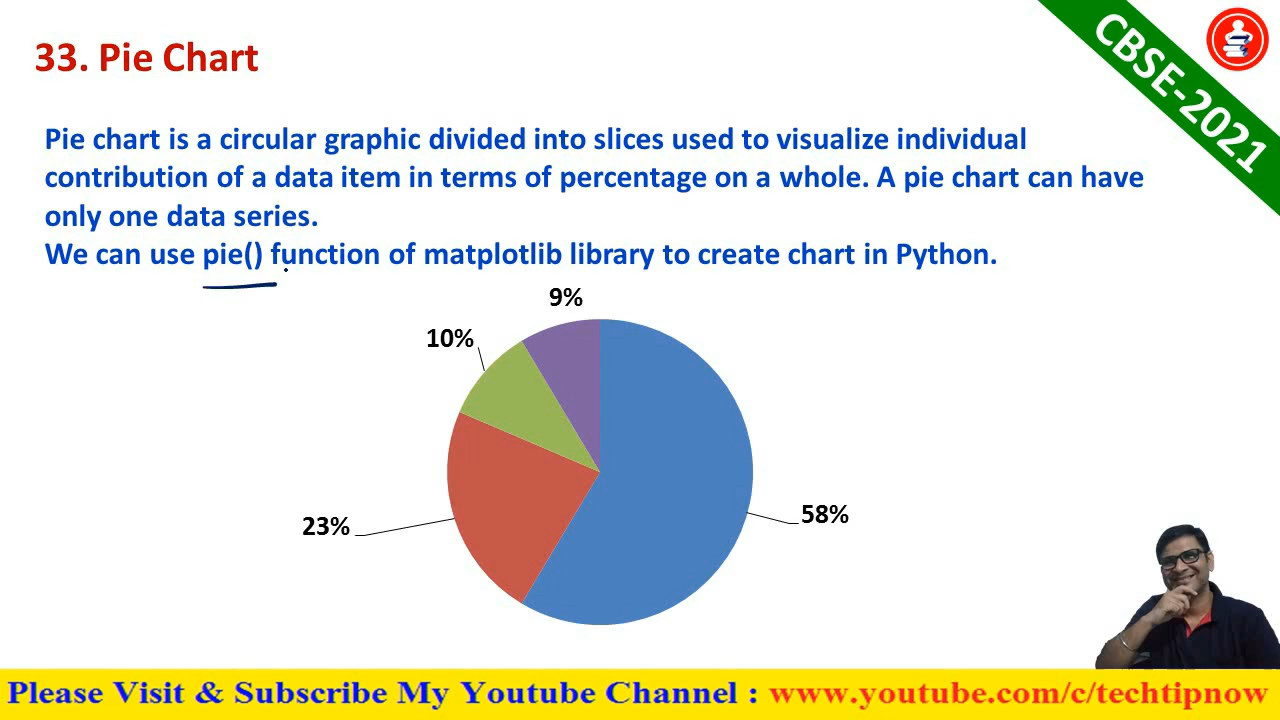 33. Pie Chart
CBSE-2021
Pie chart is a circular graphic divided into slices used to visualize individual
contribution of a data item in terms of percentage on a whole. A pie chart can have
only one data series.
We can use pie() function of matplotlib library to create chart in Python.
9%
10%
23%
58%
Please Visit & Subscribe My Youtube Channel : www.youtube.com/c/techtipnow